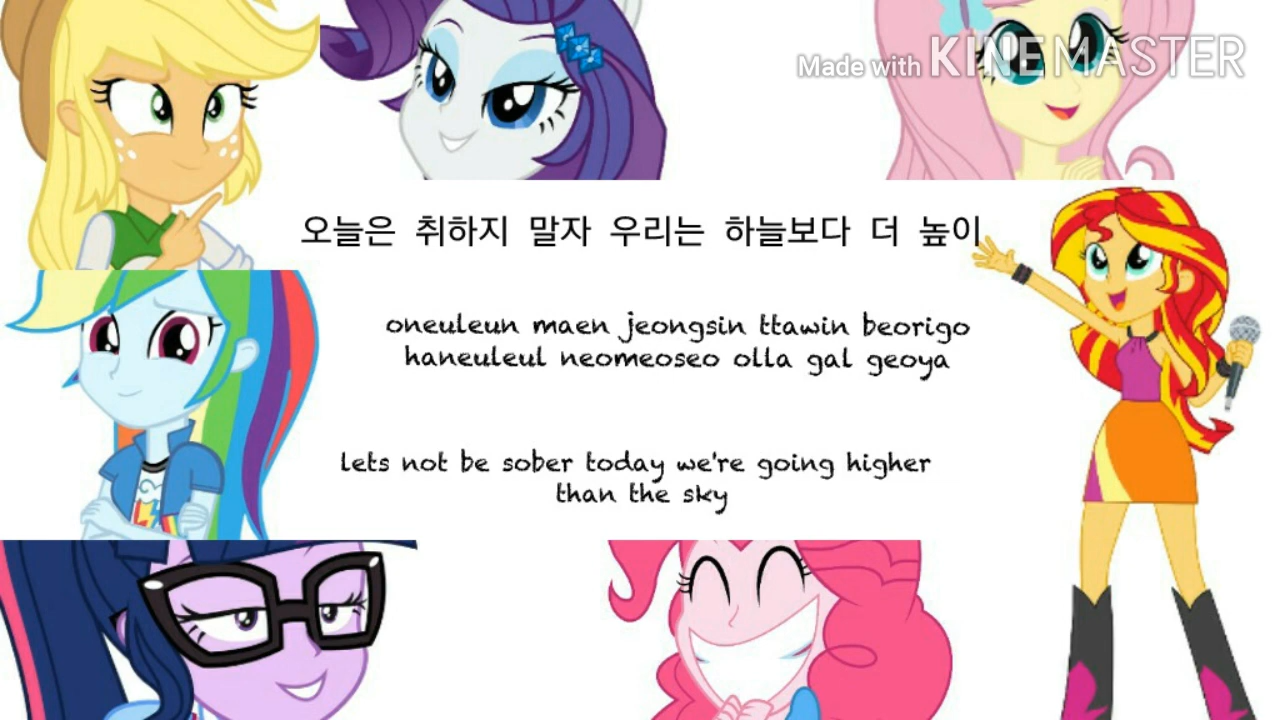 Made with KINEMASTER
오늘은 취하지 말자 우리는 하늘보다 더 높이
oneuleun maen jeongsin ttawin beorigo
haneuleul neomeoseo olla gal geoya
lets not be sober today we're going higher
than the sky